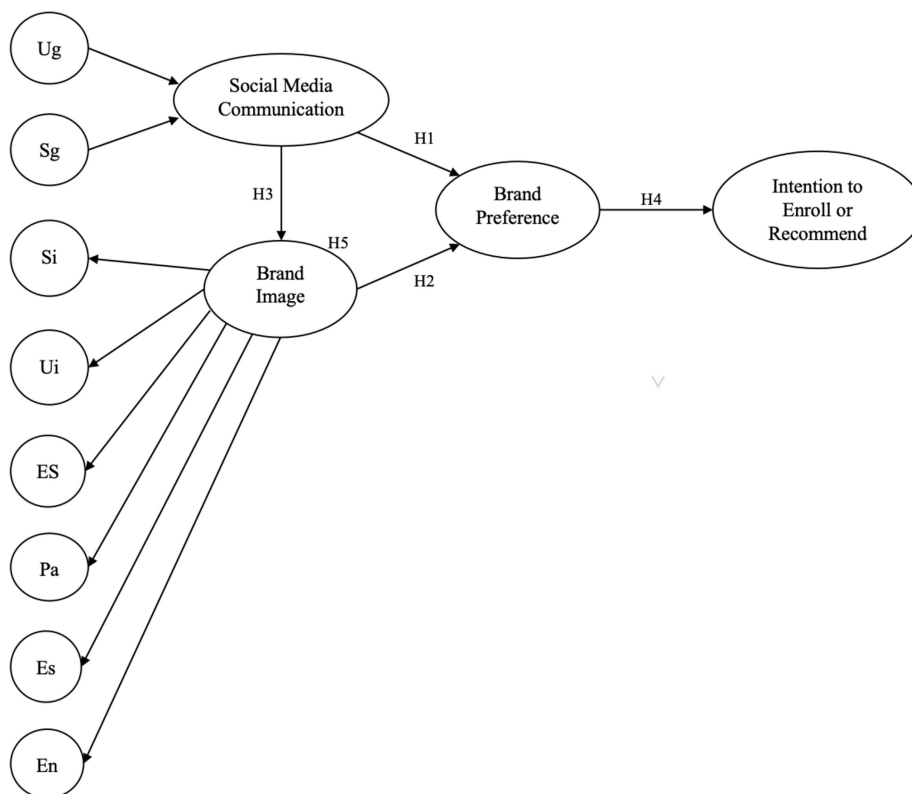 Ug
Social Media
Communication
Sg
H1
H3
Brand
Preference
H4
Intention to
Enroll or
Recommend
Si
H5
Brand
Image
H2
Ui
ES
Pa
Es
En